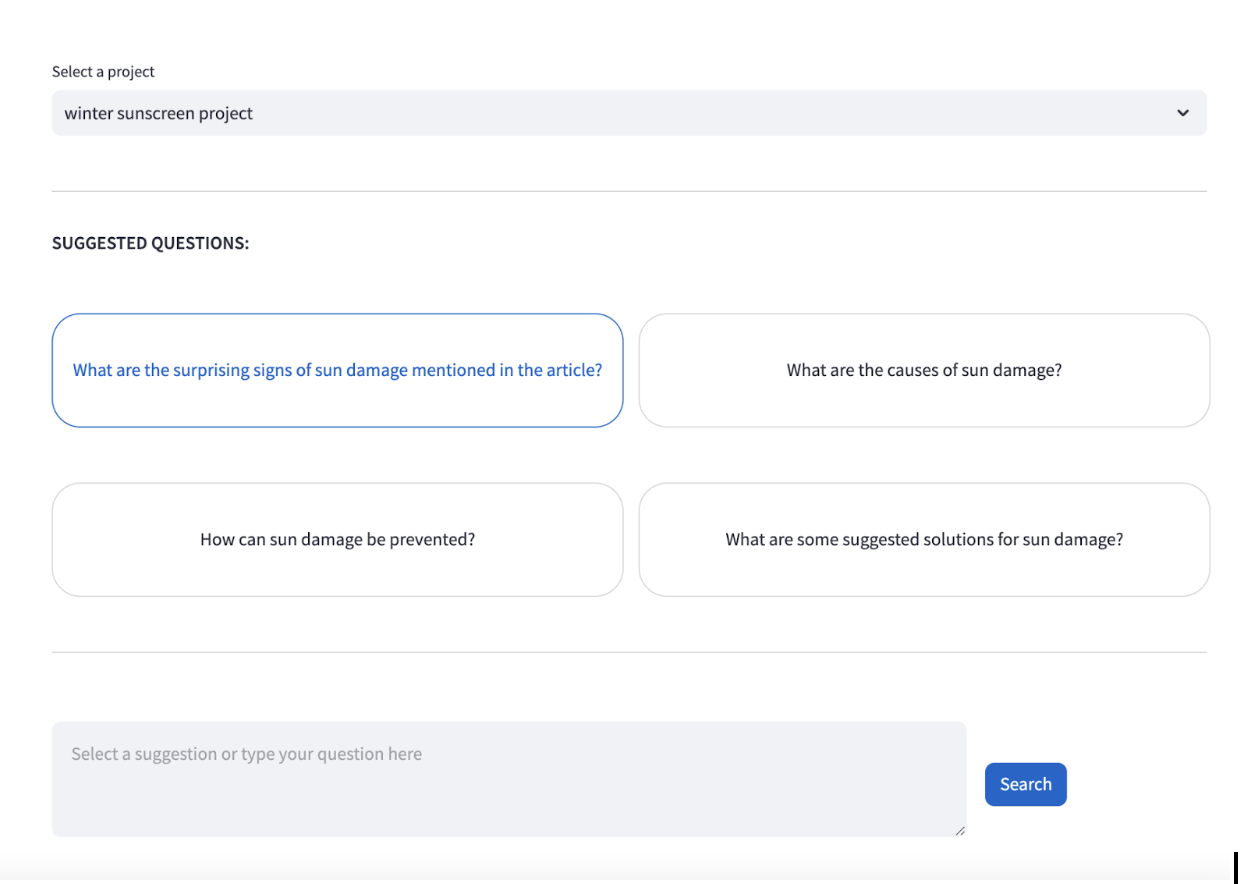 Select a project
winter sunscreen project
SUGGESTED QUESTIONS:
What are the surprising signs of sun damage mentioned in the article?
What are the causes of sun damage?
How can sun damage be prevented?
What are some suggested solutions for sun damage?
Select a suggestion or type your question here
Search